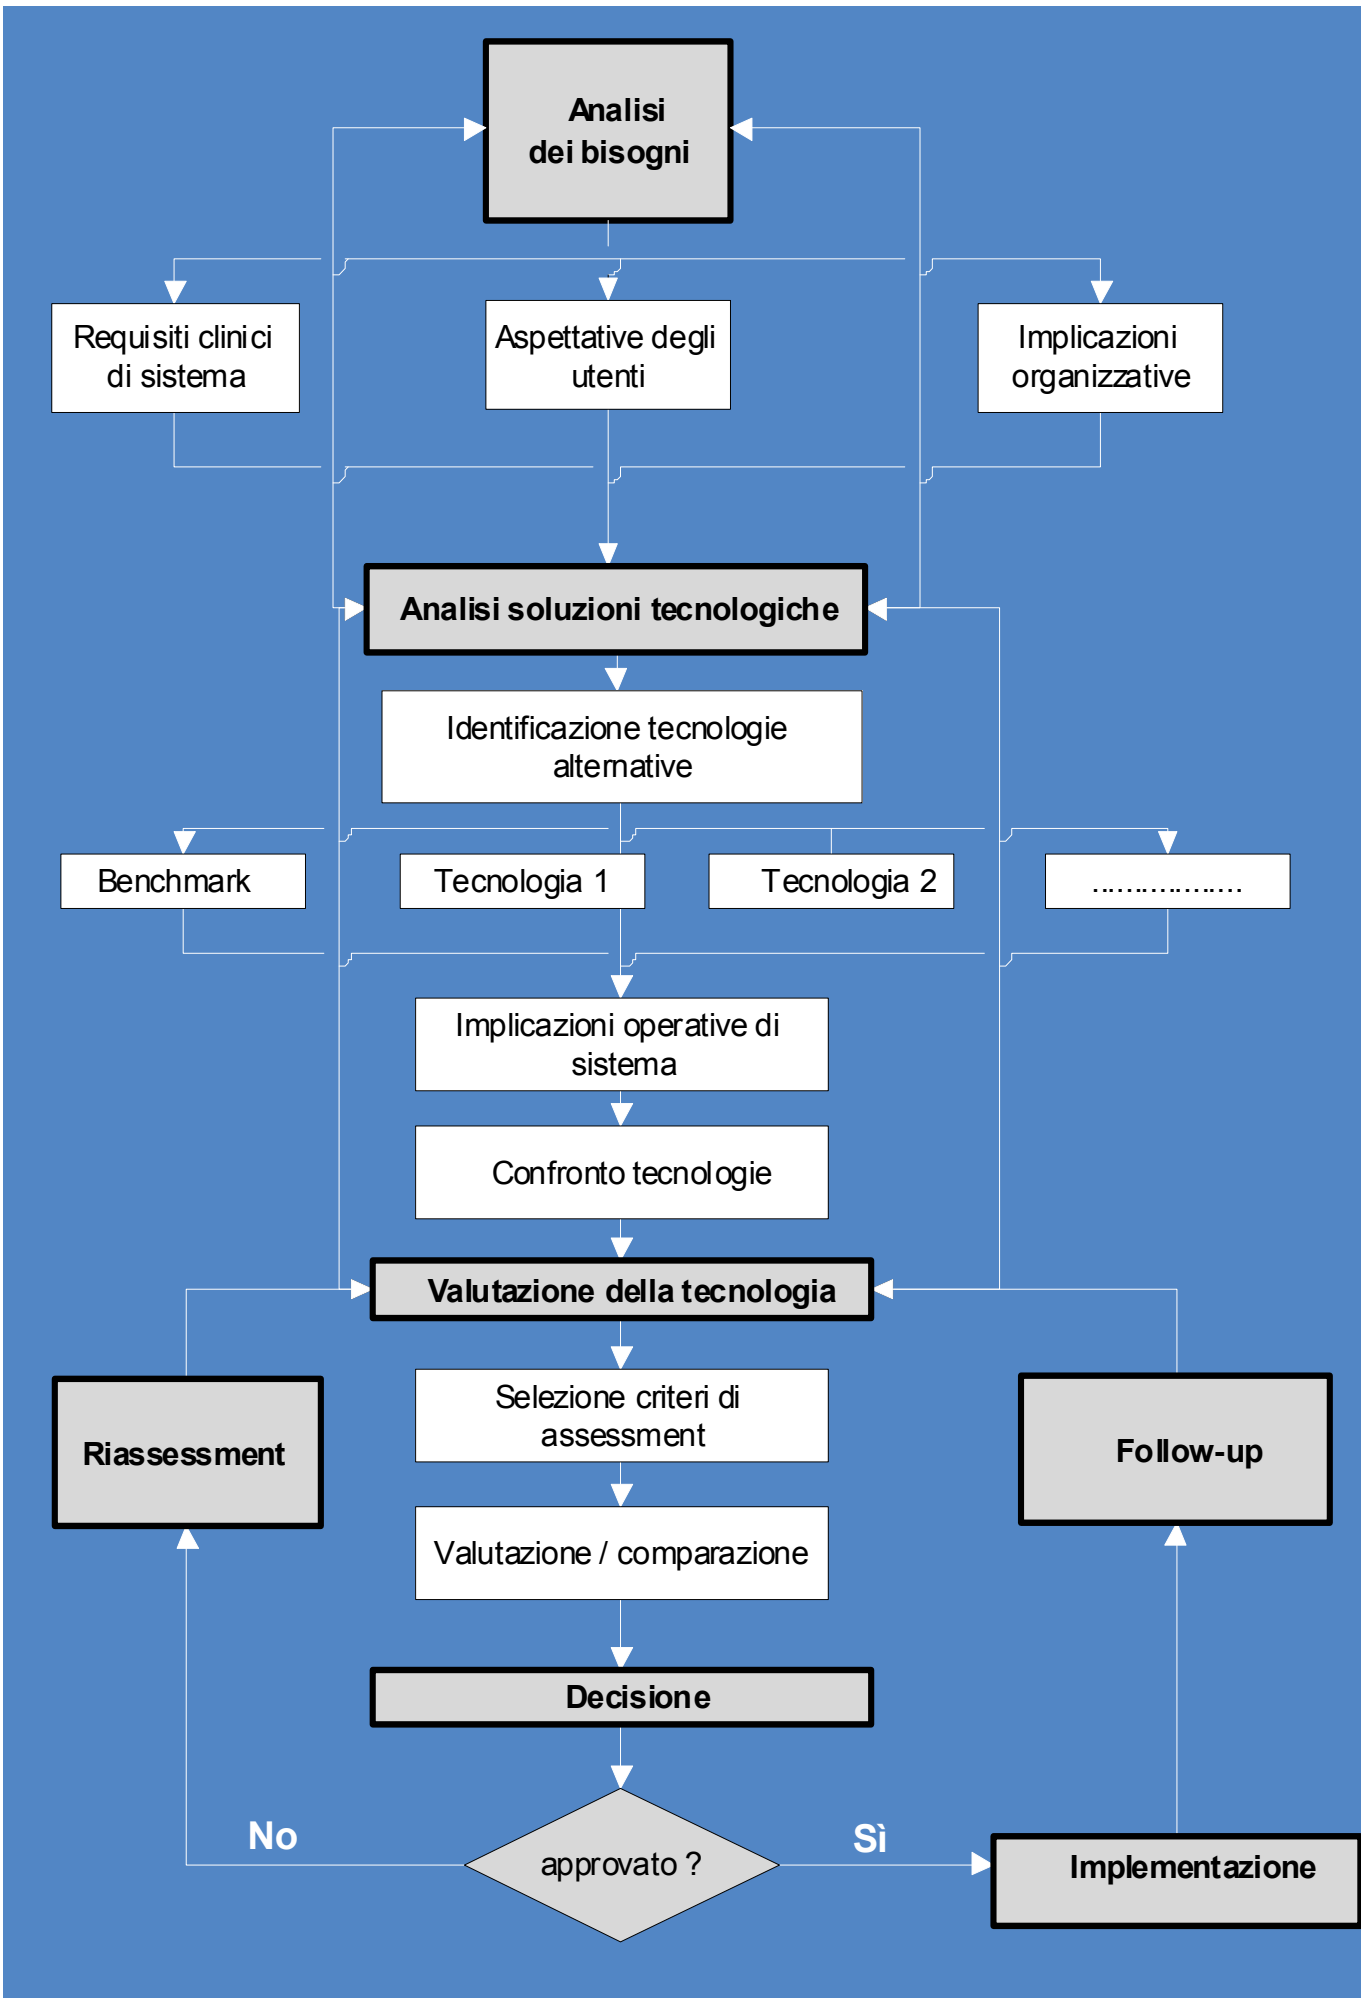 Analisi
dei bisogni
Requisiti clinici
di sistema
Aspettative degli
utenti
Implicazioni
organizzative
Analisi soluzioni tecnologiche
Identificazione tecnologie
alternative
Benchmark
Tecnologia 1
Tecnologia 2
..................
Implicazioni operative di
sistema
Confronto tecnologie
Valutazione della tecnologia
Selezione criteri di
assessment
Riassessment
Follow-up
Valutazione / comparazione
Decisione
No
Sì
approvato ?
Implementazione